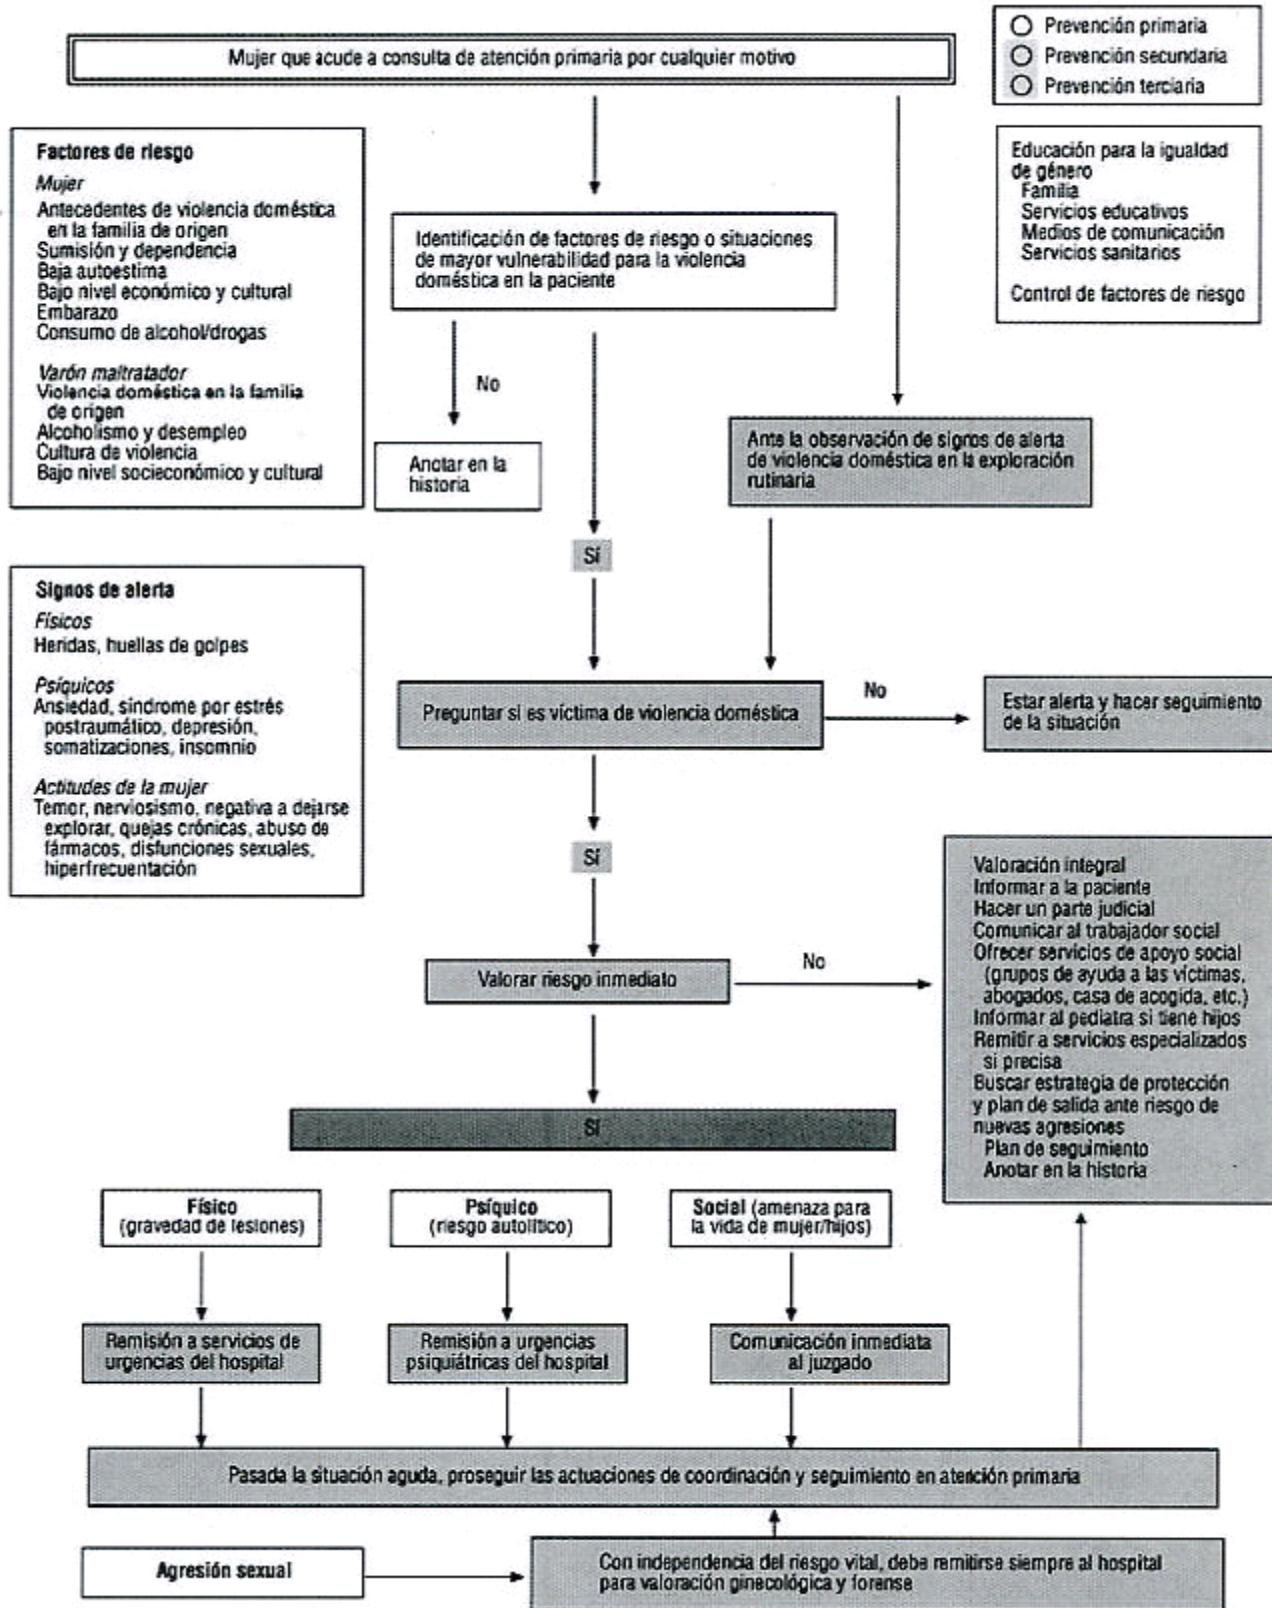 Mujer que acude a consulta de atención primaria por cualquier motivo
Prevención primaria
Prevención secundaria
Prevención terciaria
Factores de riesgo
Mujer
Antecedentes de violencia doméstica
en la familia de origen
Sumisión y dependencia
Baja autoestima
Bajo nivel económico y cultural
Embarazo
Consumo de alcohol/drogas
Varón maltratador
Violencia doméstica en la familia
de origen
Alcoholismo y desempleo
Cultura de violencia
Bajo nivel socioeconómico y cultural
Identificación de factores de riesgo o situaciones
de mayor vulnerabilidad para la violencia
doméstica en la paciente
Educación para la igualdad
de género
Familia
Servicios educativos
Medios de comunicación
Servicios sanitarios
Control de factores de riesgo
No
Anotar en la
historia
Ante la observación de signos de alerta
de violencia doméstica en la exploración
rutinaria
Sí
Signos de alerta
Físicos
Heridas, huellas de golpes
Psíquicos
Ansiedad, síndrome por estrés
postraumático, depresión,
somatizaciones, insomnio
Actitudes de la mujer
Temor, nerviosismo, negativa a dejarse
explorar, quejas crónicas, abuso de
fármacos, disfunciones sexuales,
hiperfrecuentación
Preguntar si es víctima de violencia doméstica
No
Estar alerta y hacer seguimiento
de la situación
Sí
Valorar riesgo inmediato
No
Valoración integral
Informar a la paciente
Hacer un parte judicial
Comunicar al trabajador social
Ofrecer servicios de apoyo social
(grupos de ayuda a las víctimas,
abogados, casa de acogida, etc.)
Informar al pediatra si tiene hijos
Remitir a servicios especializados
si precisa
Buscar estrategia de protección
y plan de salida ante riesgo de
nuevas agresiones
Plan de seguimiento
Anotar en la historia
Sí
Físico
(gravedad de lesiones)
Psíquico
(riesgo autolítico)
Social (amenaza para
la vida de mujer/hijos)
Remisión a servicios de
urgencias del hospital
Remisión a urgencias
psiquiátricas del hospital
Comunicación inmediata
al juzgado
Pasada la situación aguda, proseguir las actuaciones de coordinación y seguimiento en atención primaria
Agresión sexual
Con independencia del riesgo vital, debe remitirse siempre al hospital
para valoración ginecológica y forense